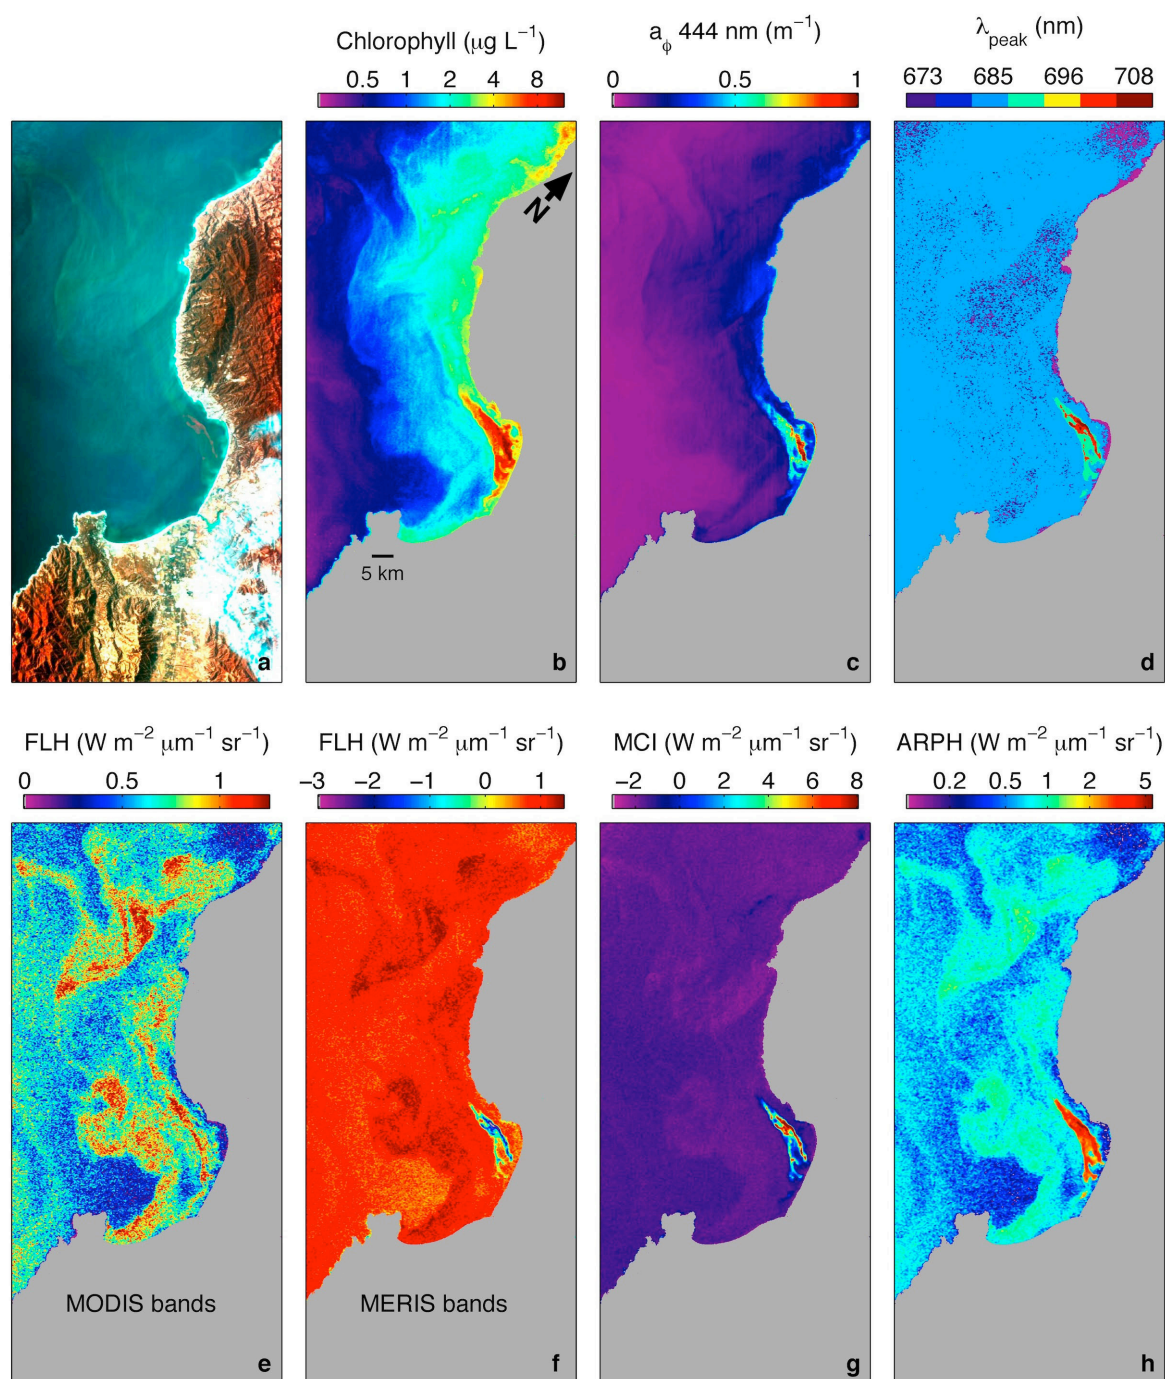 Chlorophyll (μg L⁻¹)
a_ϕ 444 nm (m⁻¹)
λ_peak (nm)
0.5 1 2 4 8
0 0.5 1
673 685 696 708
N
5 km
a
b
c
d
FLH (W m⁻² μm⁻¹ sr⁻¹)
FLH (W m⁻² μm⁻¹ sr⁻¹)
MCI (W m⁻² μm⁻¹ sr⁻¹)
ARPH (W m⁻² μm⁻¹ sr⁻¹)
0 0.5 1
−3 −2 −1 0 1
−2 0 2 4 6 8
0.2 0.5 1 2 5
MODIS bands
MERIS bands
e
f
g
h